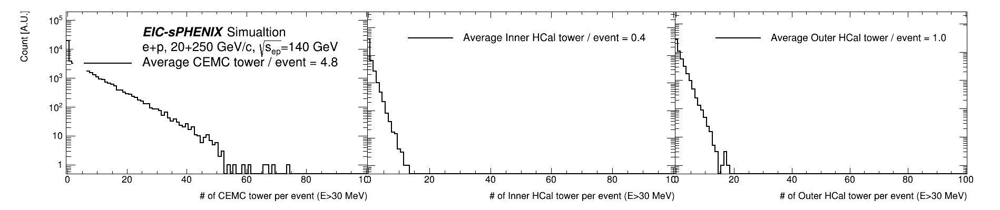 Count [A.U.]
10^5
10^4
10^3
10^2
10
1
EIC-sPHENIX Simualtion
e+p, 20+250 GeV/c, √s_ep=140 GeV
Average CEMC tower / event = 4.8
0 20 40 60 80 10
# of CEMC tower per event (E>30 MeV)
Average Inner HCal tower / event = 0.4
20 40 60 80 10
# of Inner HCal tower per event (E>30 MeV)
Average Outer HCal tower / event = 1.0
0 20 40 60 80 100
# of Outer HCal tower per event (E>30 MeV)